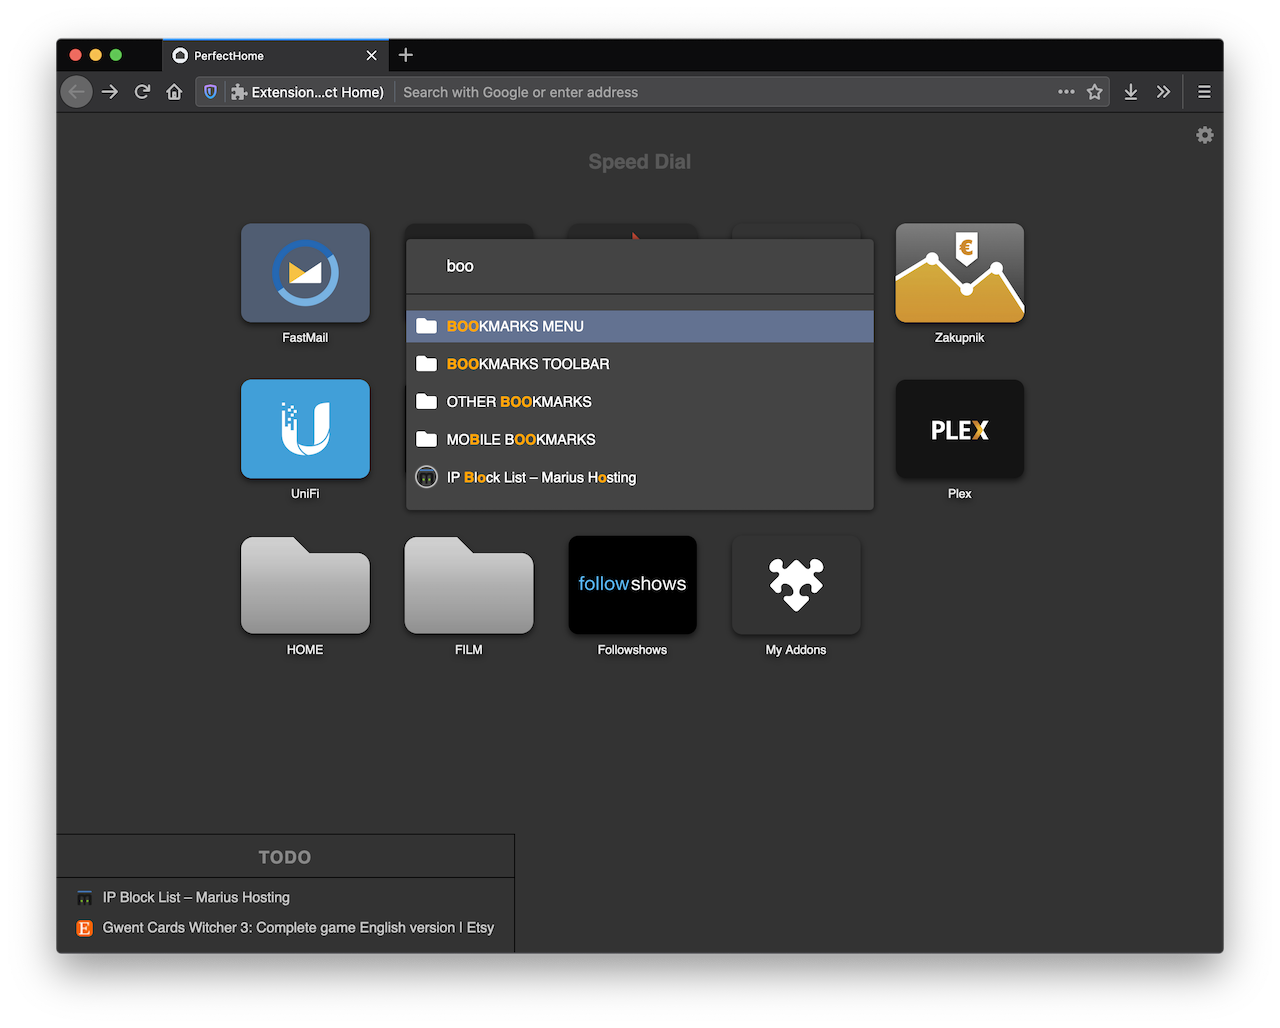 PerfectHome
Extension...ct Home)
Search with Google or enter address
Speed Dial
boo
BOOKMARKS MENU
BOOKMARKS TOOLBAR
OTHER BOOKMARKS
MOBILE BOOKMARKS
IP Block List – Marius Hosting
€
FastMail
Zakupnik
U
PLEX
UniFi
Plex
followshows
HOME
FILM
Followshows
My Addons
TODO
IP Block List – Marius Hosting
E
Gwent Cards Witcher 3: Complete game English version | Etsy